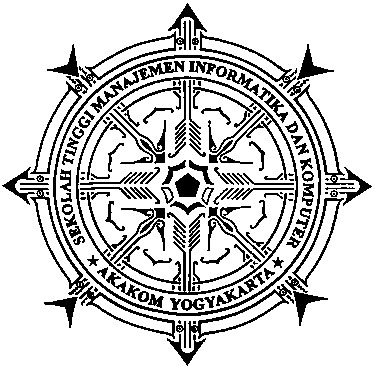 SEKOLAH TINGGI MANAJEMEN INFORMATIKA DAN KOMPUTER
AKAKOM YOGYAKARTA